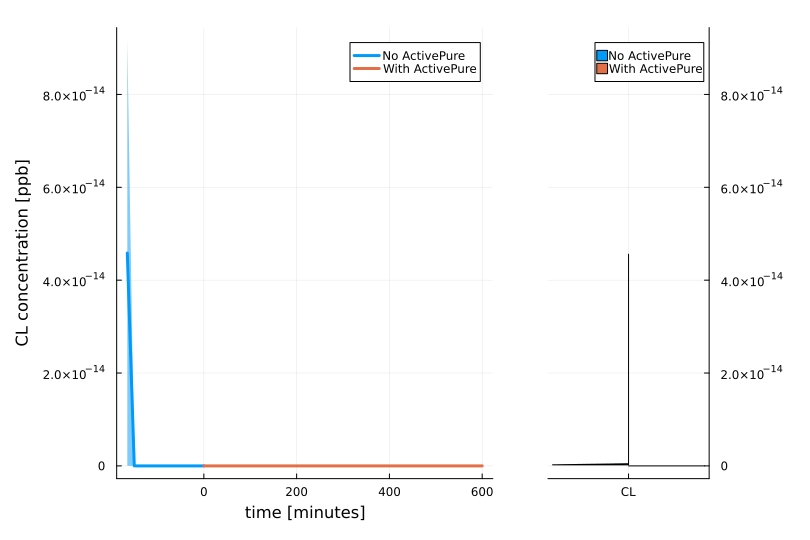 No ActivePure
With ActivePure
8.0×10⁻¹⁴
6.0×10⁻¹⁴
4.0×10⁻¹⁴
2.0×10⁻¹⁴
0
CL concentration [ppb]
0 200 400 600
time [minutes]
No ActivePure
With ActivePure
8.0×10⁻¹⁴
6.0×10⁻¹⁴
4.0×10⁻¹⁴
2.0×10⁻¹⁴
0
CL